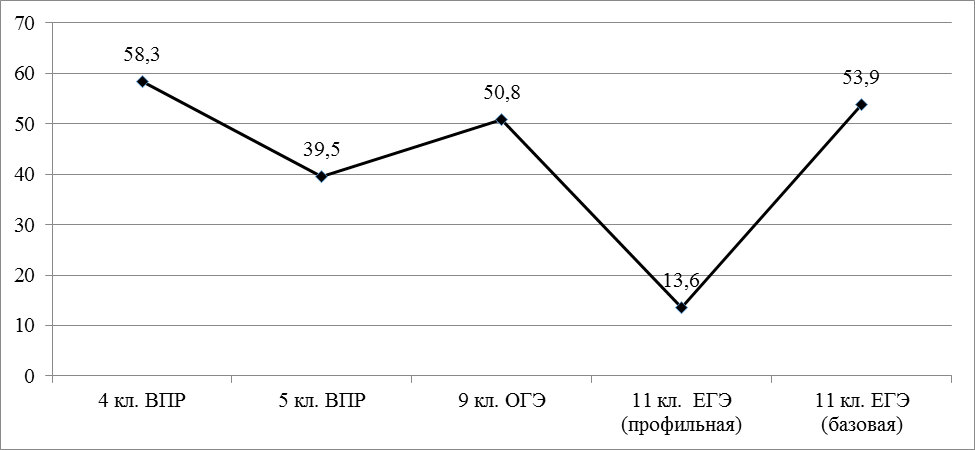 70
60
50
40
30
20
10
0
58,3
39,5
50,8
13,6
53,9
4 кл. ВПР
5 кл. ВПР
9 кл. ОГЭ
11 кл. ЕГЭ
(профильная)
11 кл. ЕГЭ
(базовая)